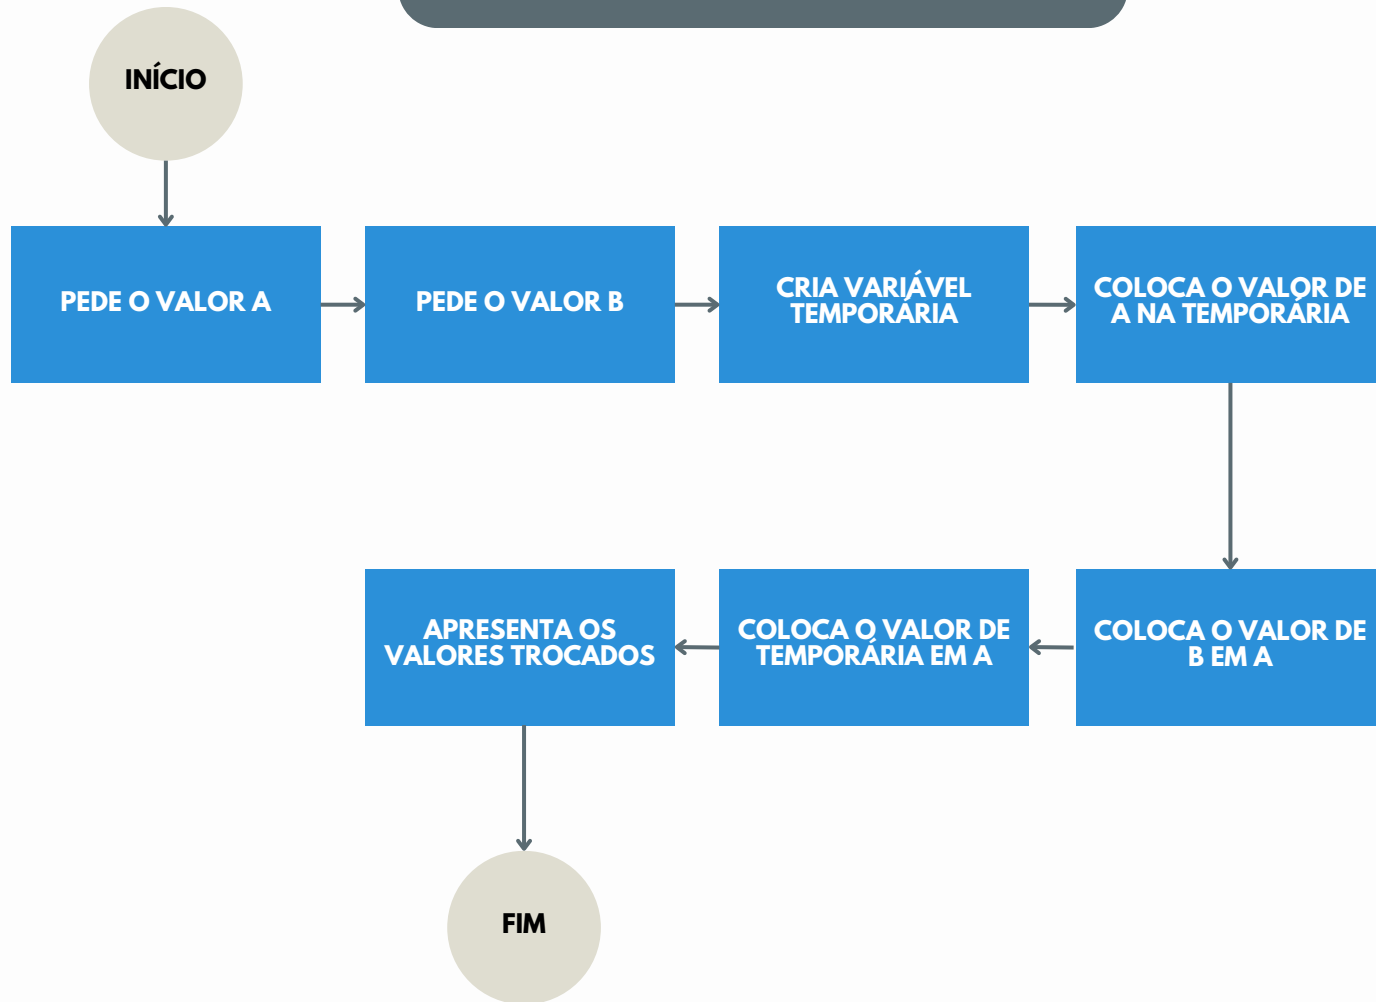 INÍCIO
PEDE O VALOR A
PEDE O VALOR B
CRIA VARIÁVEL
TEMPORÁRIA
COLOCA O VALOR DE
A NA TEMPORÁRIA
COLOCA O VALOR DE
B EM A
COLOCA O VALOR DE
TEMPORÁRIA EM A
APRESENTA OS
VALORES TROCADOS
FIM